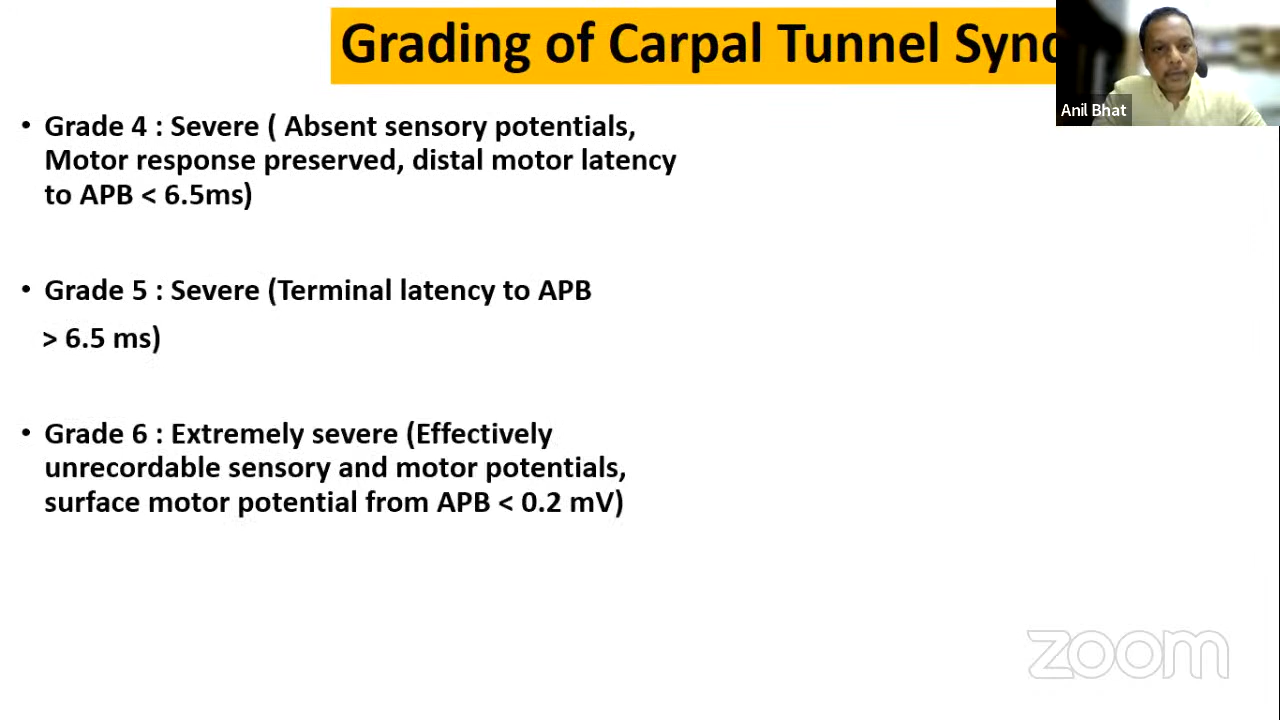 Grading of Carpal Tunnel
Anil Bhat
• Grade 4 : Severe ( Absent sensory potentials,
Motor response preserved, distal motor latency
to APB < 6.5ms)
• Grade 5 : Severe (Terminal latency to APB
> 6.5 ms)
• Grade 6 : Extremely severe (Effectively
unrecordable sensory and motor potentials,
surface motor potential from APB < 0.2 mV)
zoom